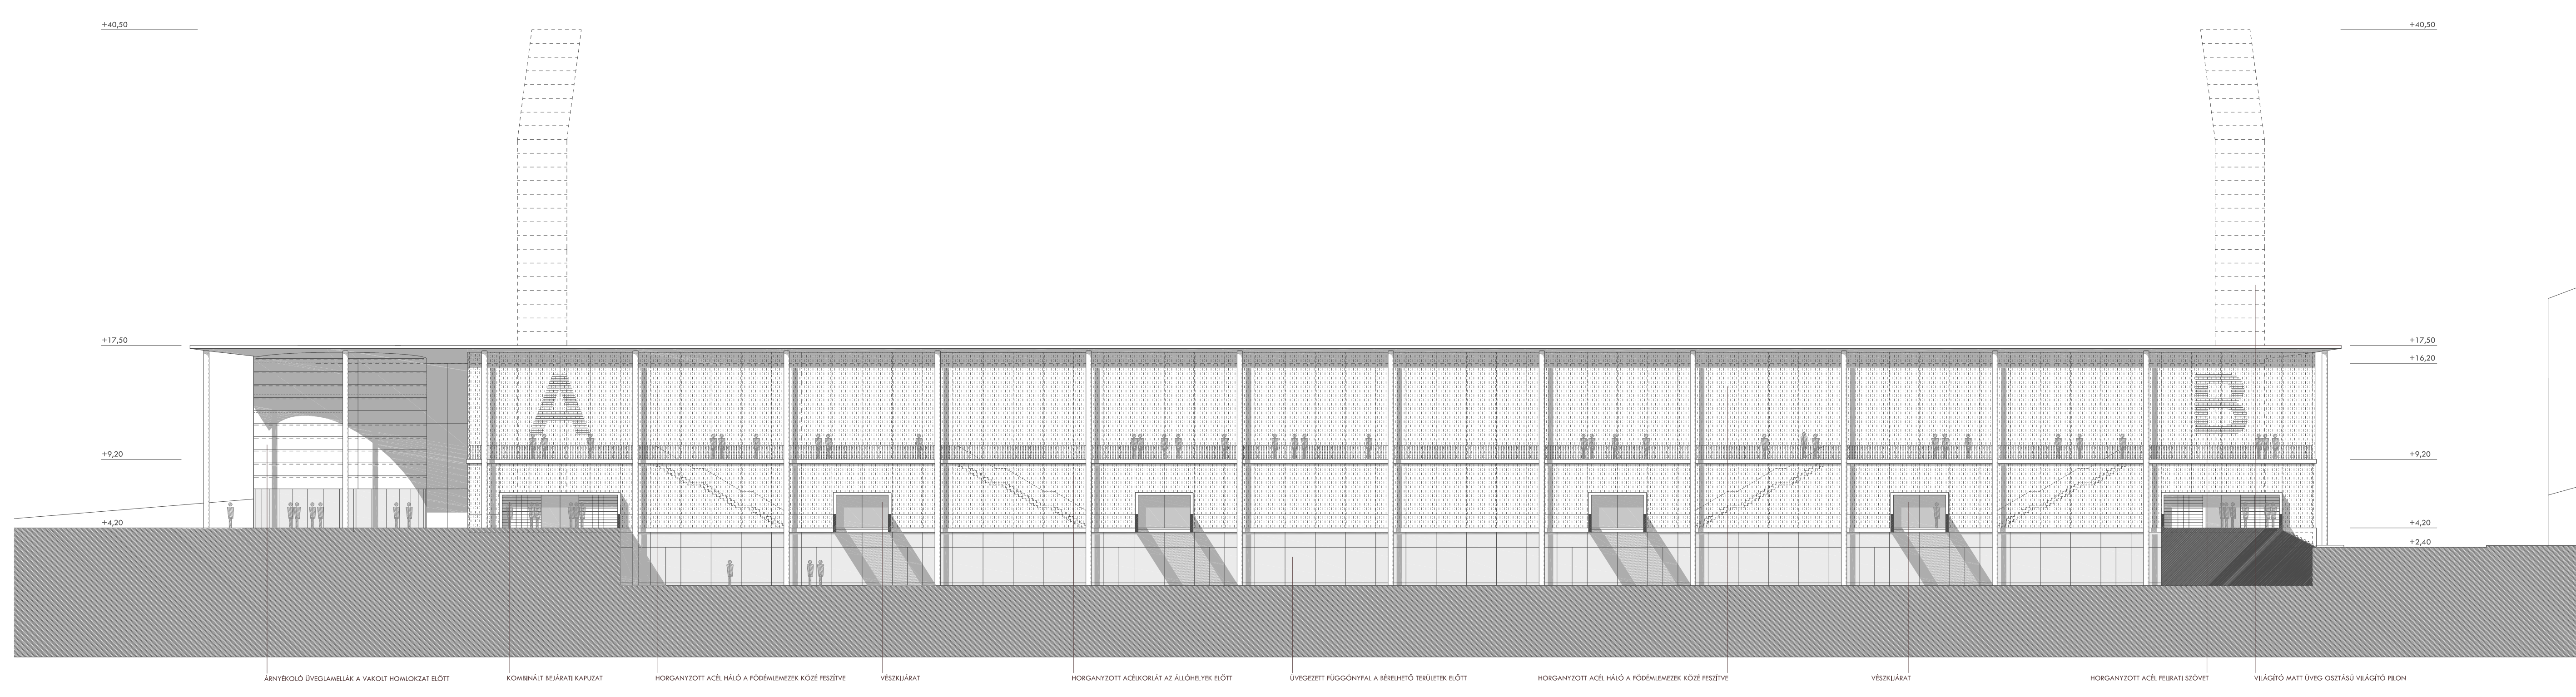 +40,50 +40,50
+17,50 +17,50
+16,20
A B
+9,20 +9,20
+4,20 +4,20
+2,40
ÁRNYÉKOLÓ ÜVEGLAMELLÁK A VAKOLT HOMLOKZAT ELŐTT
KOMBINÁLT BEJÁRATI KAPUZAT
HORGANYZOTT ACÉL HÁLÓ A FÖDÉMLEMEZEK KÖZÉ FESZÍTVE
VÉSZKIJÁRAT
HORGANYZOTT ACÉLKORLÁT AZ ÁLLÓHELYEK ELŐTT
ÜVEGEZETT FÜGGÖNYFAL A BÉRELHETŐ TERÜLETEK ELŐTT
HORGANYZOTT ACÉL HÁLÓ A FÖDÉMLEMEZEK KÖZÉ FESZÍTVE
VÉSZKIJÁRAT
HORGANYZOTT ACÉL FELIRATI SZÖVET
VILÁGÍTÓ MATT ÜVEG OSZTÁSÚ VILÁGÍTÓ PILON